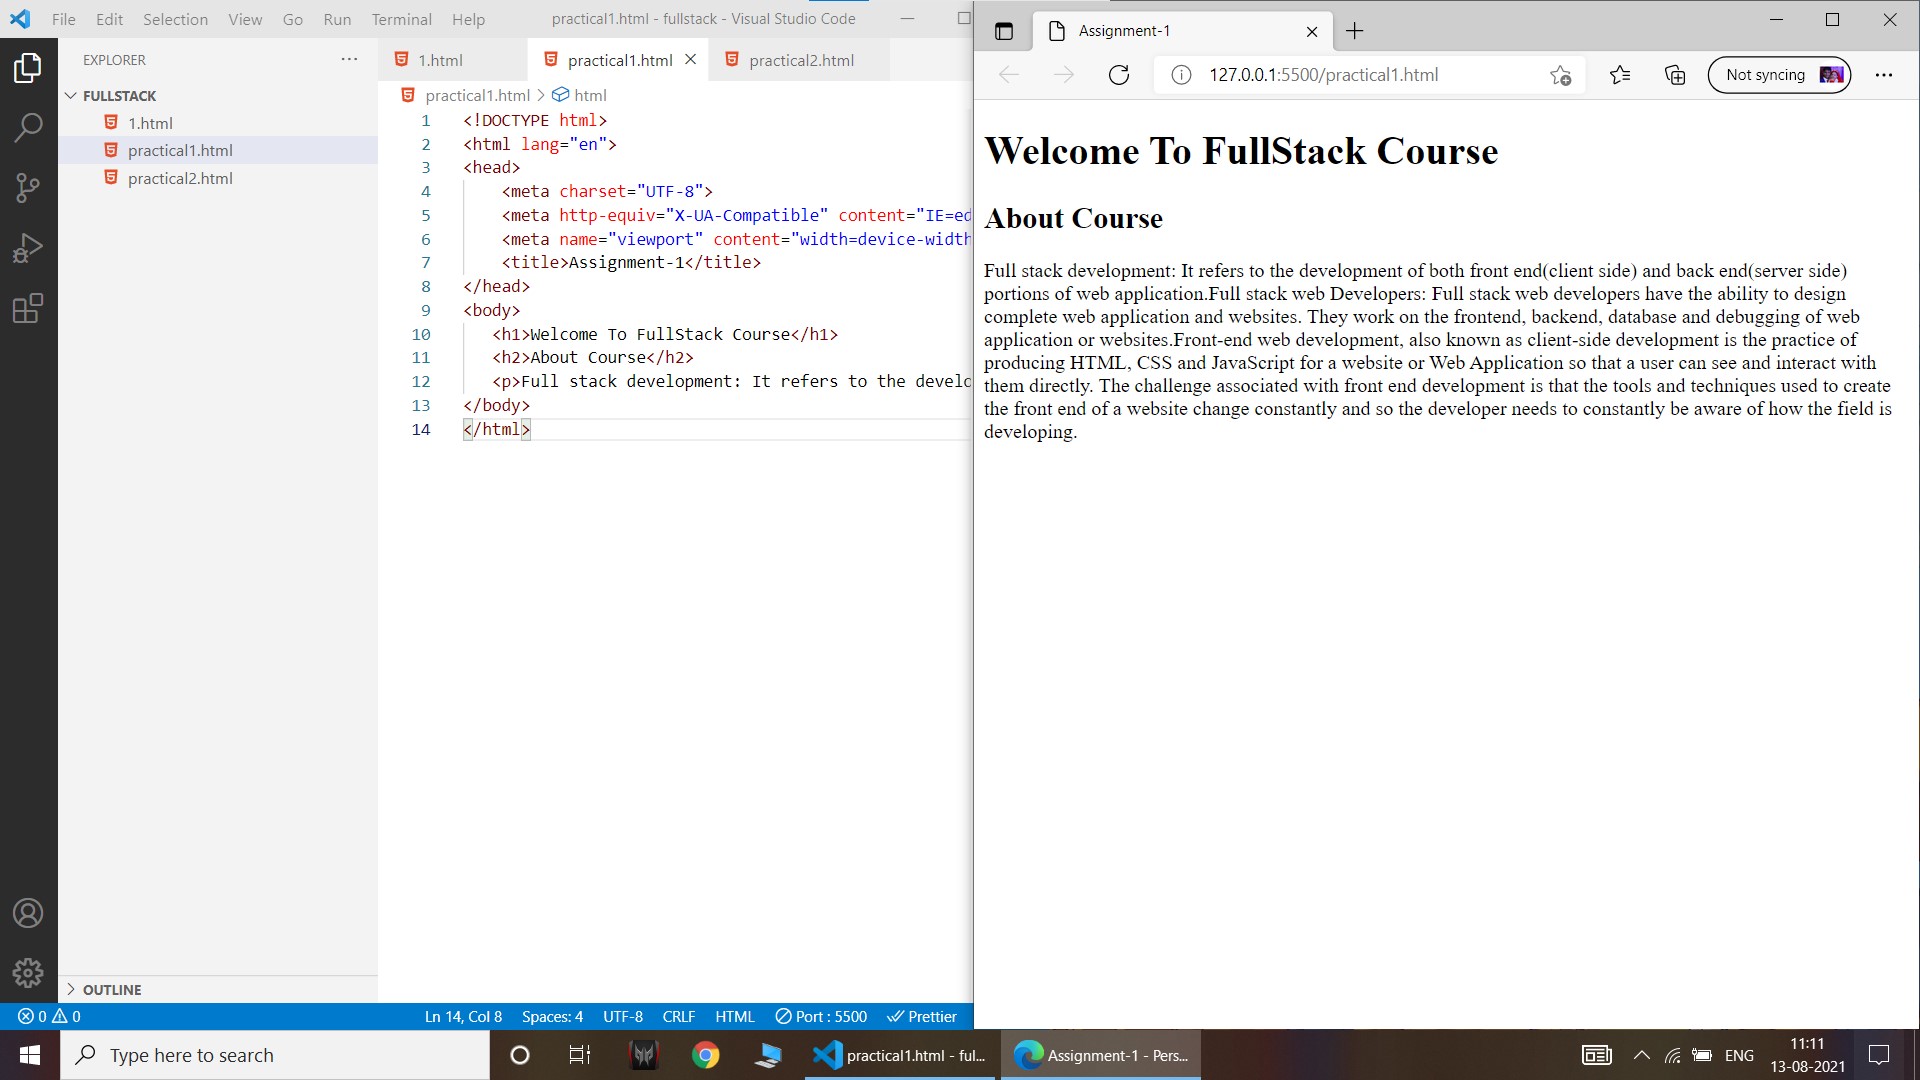 File Edit Selection View Go Run Terminal Help practical1.html - fullstack - Visual Studio Code
EXPLORER
FULLSTACK
1.html
practical1.html
practical2.html
OUTLINE
1.html practical1.html practical2.html
practical1.html > html
1 <!DOCTYPE html>
2 <html lang="en">
3 <head>
4 <meta charset="UTF-8">
5 <meta http-equiv="X-UA-Compatible" content="IE=ed
6 <meta name="viewport" content="width=device-width
7 <title>Assignment-1</title>
8 </head>
9 <body>
10 <h1>Welcome To FullStack Course</h1>
11 <h2>About Course</h2>
12 <p>Full stack development: It refers to the develo
13 </body>
14 </html>
0 0 Ln 14, Col 8 Spaces: 4 UTF-8 CRLF HTML Port : 5500 Prettier
Assignment-1
127.0.0.1:5500/practical1.html Not syncing
Welcome To FullStack Course
About Course
Full stack development: It refers to the development of both front end(client side) and back end(server side)
portions of web application.Full stack web Developers: Full stack web developers have the ability to design
complete web application and websites. They work on the frontend, backend, database and debugging of web
application or websites.Front-end web development, also known as client-side development is the practice of
producing HTML, CSS and JavaScript for a website or Web Application so that a user can see and interact with
them directly. The challenge associated with front end development is that the tools and techniques used to create
the front end of a website change constantly and so the developer needs to constantly be aware of how the field is
developing.
Type here to search practical1.html - ful... Assignment-1 - Pers... ENG
11:11
13-08-2021